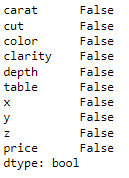 carat      False
cut        False
color      False
clarity    False
depth      False
table      False
x          False
y          False
z          False
price      False
dtype: bool